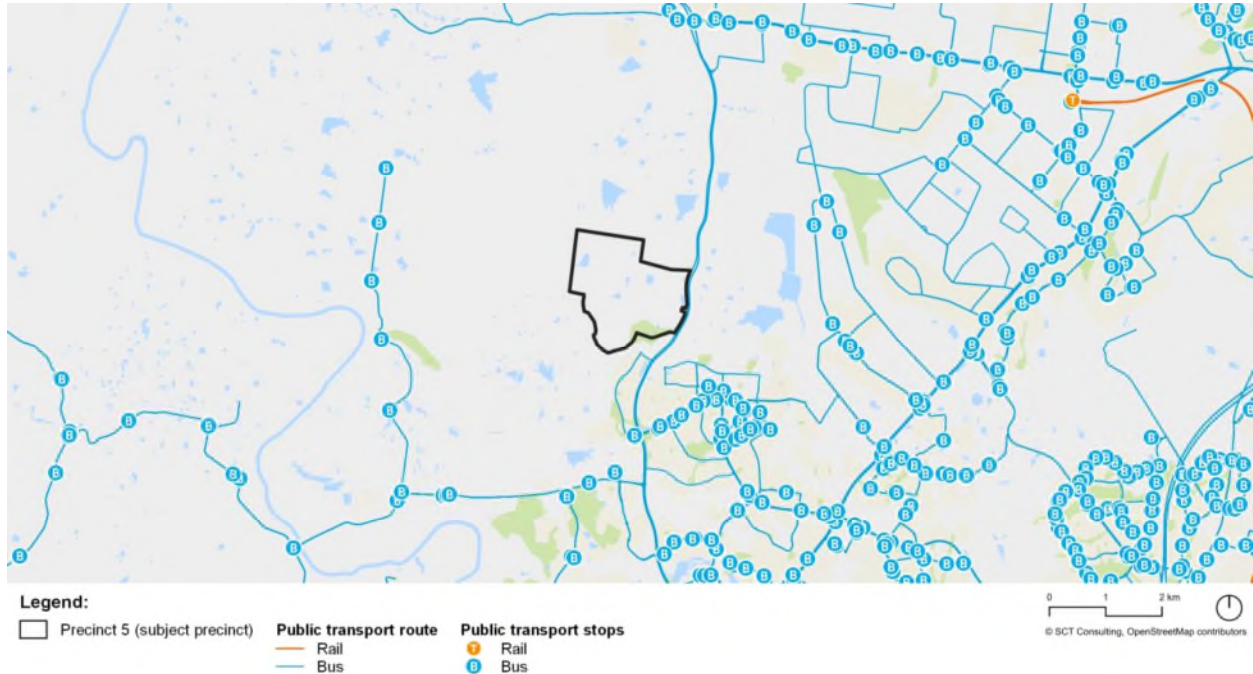 Legend:
Precinct 5 (subject precinct)
Public transport route
Rail
Bus
Public transport stops
T Rail
B Bus
0 1 2 km
© SCT Consulting, OpenStreetMap contributors